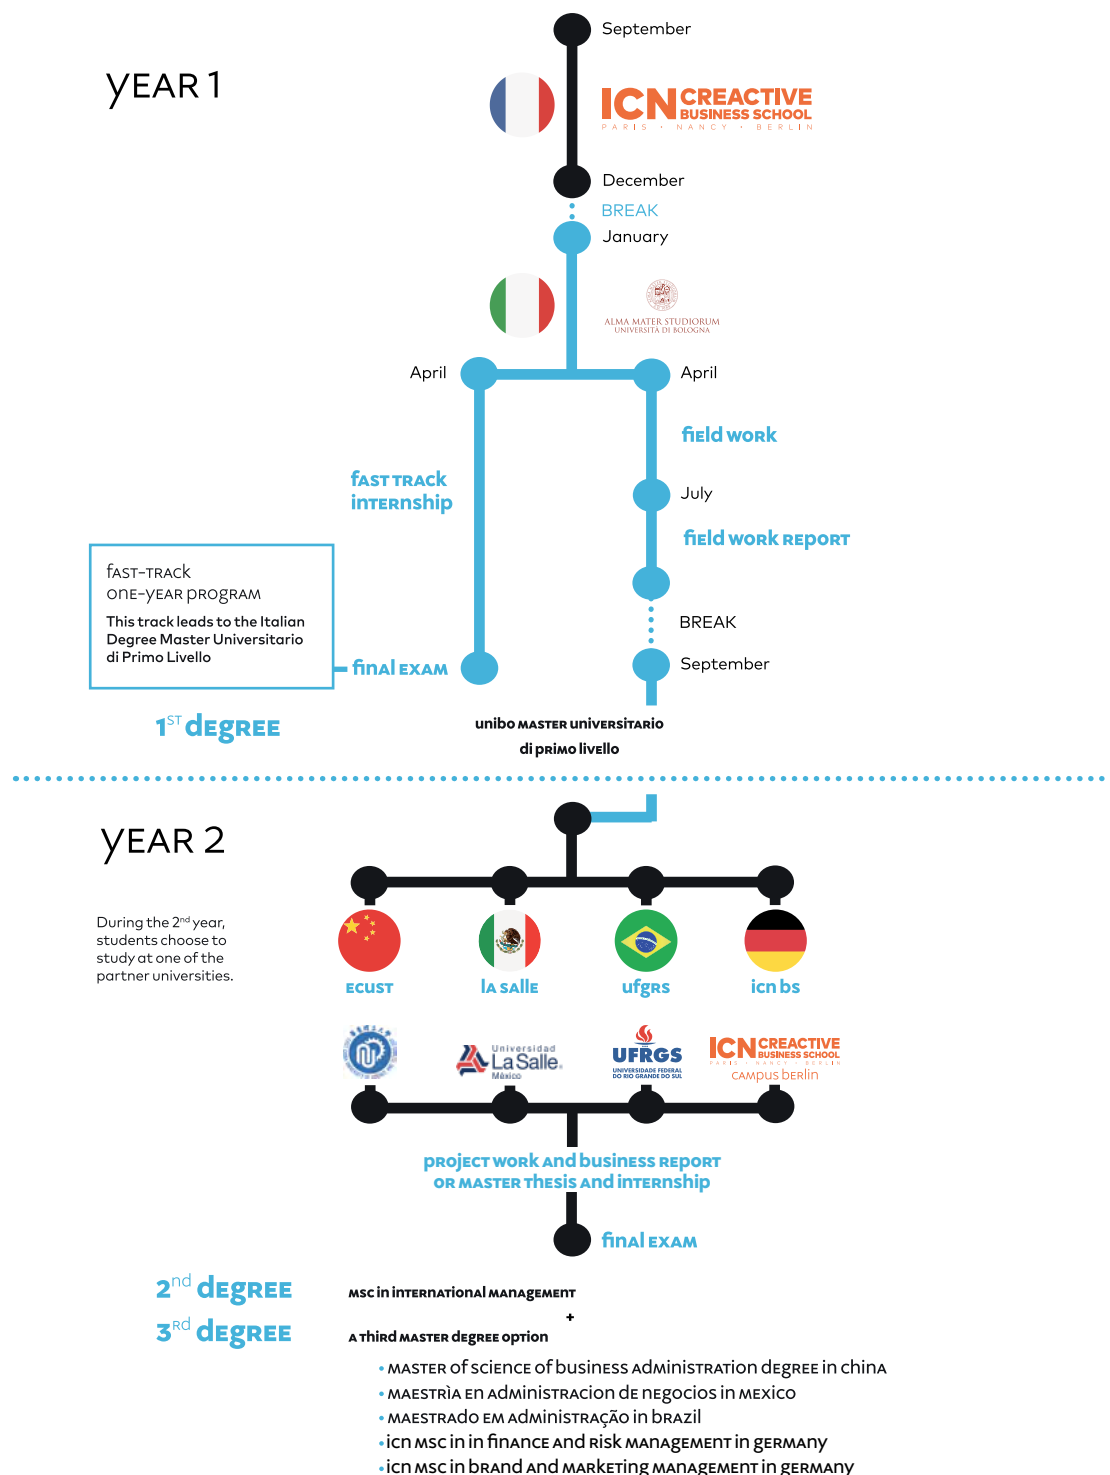 YEAR 1
September
ICN CREACTIVE
BUSINESS SCHOOL
PARIS · NANCY · BERLIN
December
BREAK
January
ALMA MATER STUDIORUM
UNIVERSITÀ DI BOLOGNA
April
April
field work
fast track
internship
July
field work report
fast-track
one-year program
This track leads to the Italian
Degree Master Universitario
di Primo Livello
final exam
BREAK
September
1ST degree
unibo master universitario
di primo livello
YEAR 2
During the 2nd year,
students choose to
study at one of the
partner universities.
ecust
la salle
ufgrs
icn bs
Universidad
La Salle®
México
UFRGS
UNIVERSIDADE FEDERAL
DO RIO GRANDE DO SUL
ICN CREACTIVE
BUSINESS SCHOOL
PARIS · NANCY · BERLIN
campus berlin
project work and business report
or master thesis and internship
final exam
2nd degree
msc in international management
+
3rd degree
a third master degree option
• master of science of business administration degree in china
• maestrìa en administracion de negocios in mexico
• maestrado em administração in brazil
• icn msc in in finance and risk management in germany
• icn msc in brand and marketing management in germany